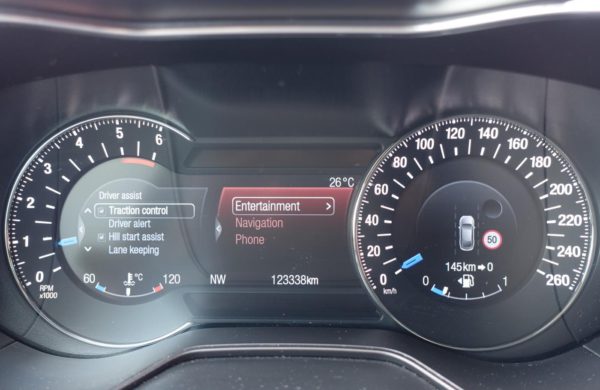 6
5
4
3
2
1
0
RPM
x1000
Driver assist
Traction control
Driver alert
Hill start assist
Lane keeping
60 °C 120
26°C
Entertainment >
Navigation
Phone
NW 123338km
0
20
40
60
80
100
120
140
160
180
200
220
240
260
km/h
50
145km→0
0 1